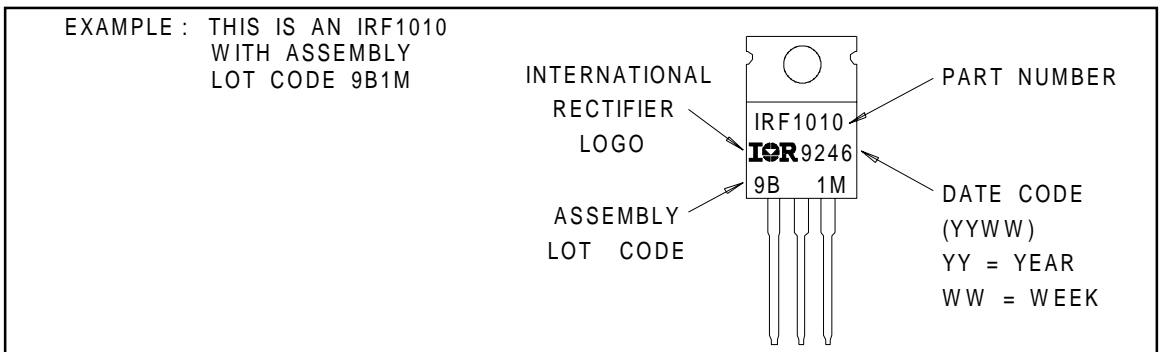 EXAMPLE : THIS IS AN IRF1010
WITH ASSEMBLY
LOT CODE 9B1M
INTERNATIONAL
RECTIFIER
LOGO
ASSEMBLY
LOT CODE
IRF1010
IOR 9246
9B 1M
PART NUMBER
DATE CODE
(YYWW)
YY = YEAR
WW = WEEK